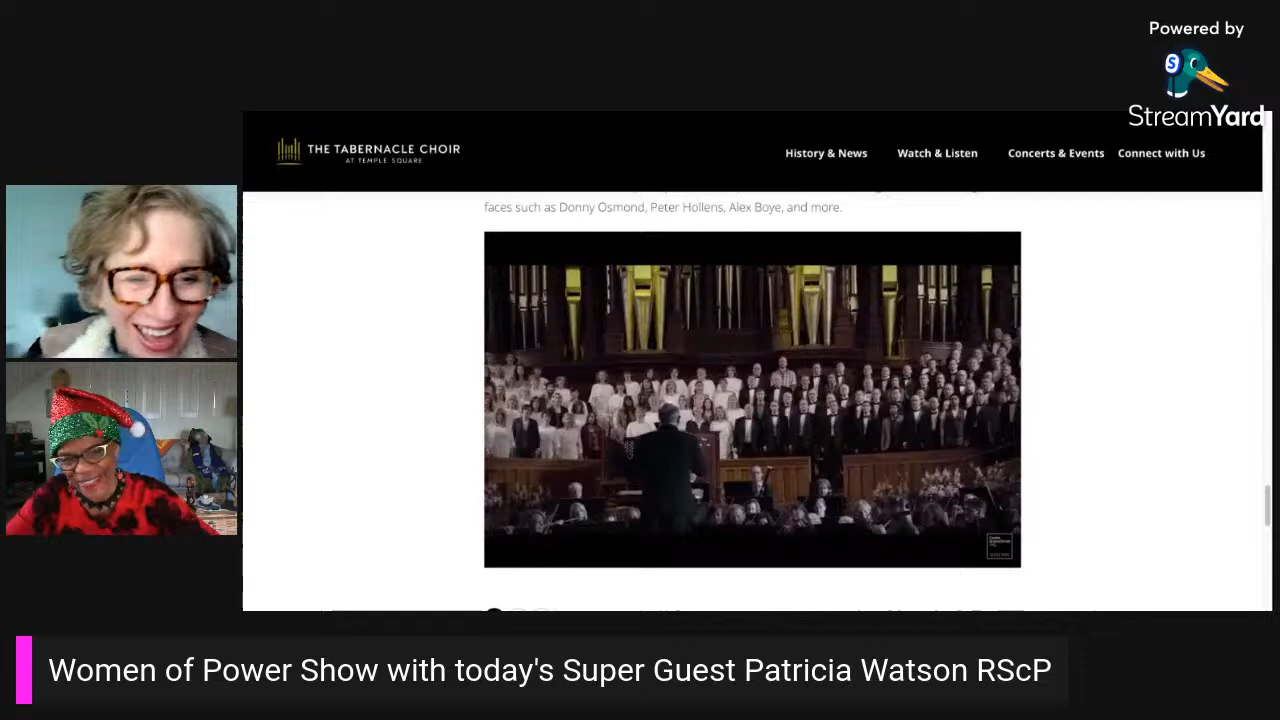 Powered by
StreamYard
THE TABERNACLE CHOIR
AT TEMPLE SQUARE
History & News
Watch & Listen
Concerts & Events
Connect with Us
faces such as Donny Osmond, Peter Hollens, Alex Boye, and more.
Women of Power Show with today's Super Guest Patricia Watson RScP